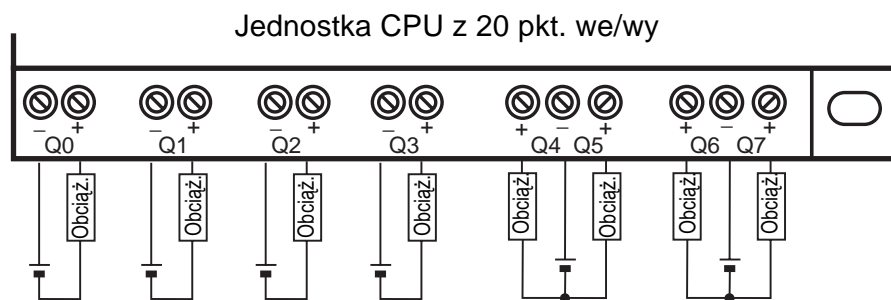 Jednostka CPU z 20 pkt. we/wy
– + – + – + – + + – + + – +
Q0 Q1 Q2 Q3 Q4 Q5 Q6 Q7
Obciąż. Obciąż. Obciąż. Obciąż. Obciąż. Obciąż. Obciąż. Obciąż.